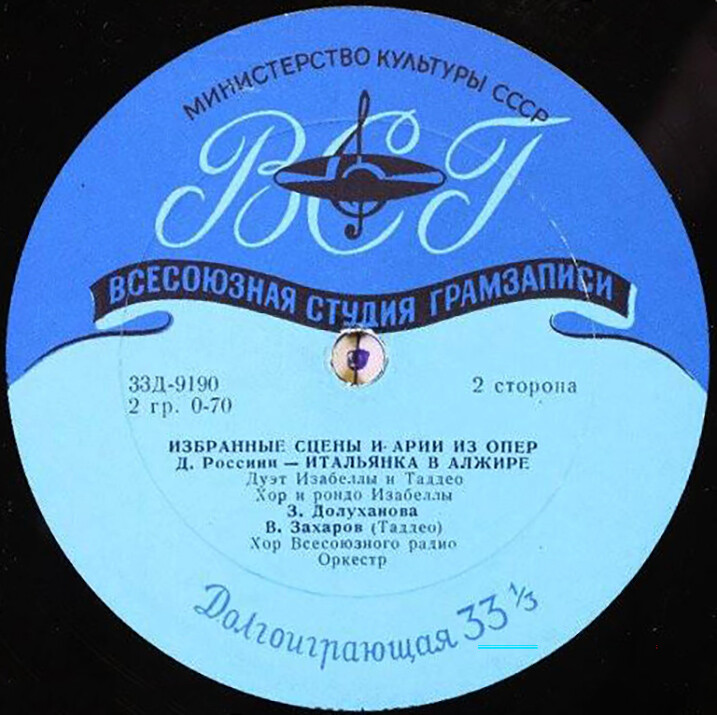 МИНИСТЕРСТВО КУЛЬТУРЫ СССР
ВСГ
ВСЕСОЮЗНАЯ СТУДИЯ ГРАМЗАПИСИ
33Д-9190
2 гр. 0-70
2 сторона
ИЗБРАННЫЕ СЦЕНЫ И АРИИ ИЗ ОПЕР
Д. Россини — ИТАЛЬЯНКА В АЛЖИРЕ
Дуэт Изабеллы и Таддео
Хор и рондо Изабеллы
З. Долуханова
В. Захаров (Таддео)
Хор Всесоюзного радио
Оркестр
Долгоиграющая 33 1/3